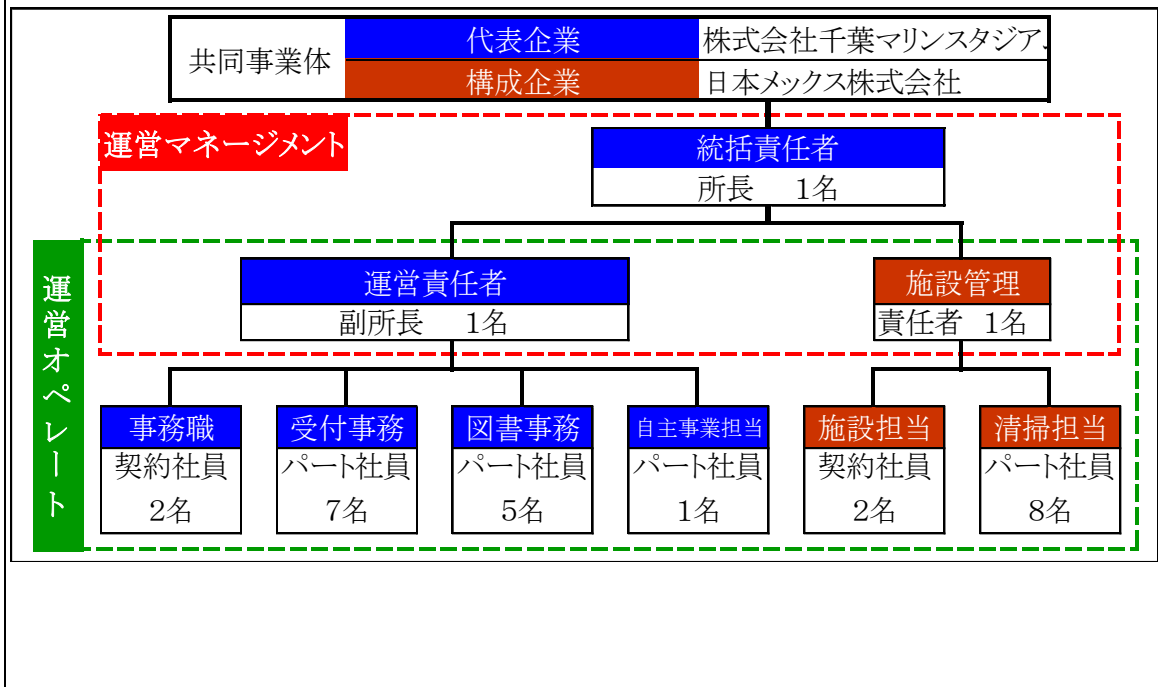 共同事業体
代表企業
株式会社千葉マリンスタジア
構成企業
日本メックス株式会社
運営マネージメント
統括責任者
所長 1名
運営オペレート
運営責任者
副所長 1名
施設管理
責任者 1名
事務職
契約社員
2名
受付事務
パート社員
7名
図書事務
パート社員
5名
自主事業担当
パート社員
1名
施設担当
契約社員
2名
清掃担当
パート社員
8名